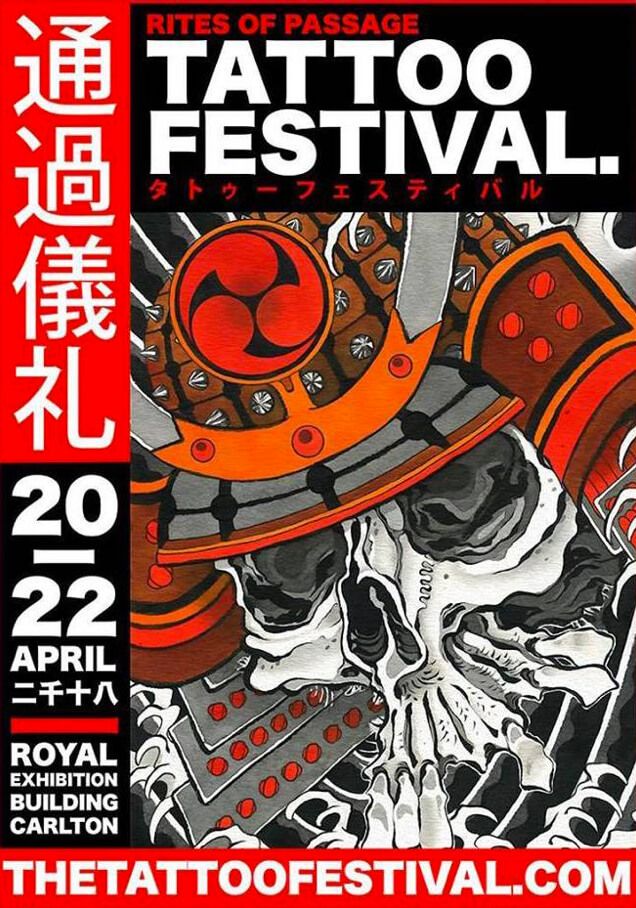 通過儀礼
RITES OF PASSAGE
TATTOO
FESTIVAL.
タトゥーフェスティバル
20
–
22
APRIL
二千十八
ROYAL
EXHIBITION
BUILDING
CARLTON
THETATTOOFESTIVAL.COM